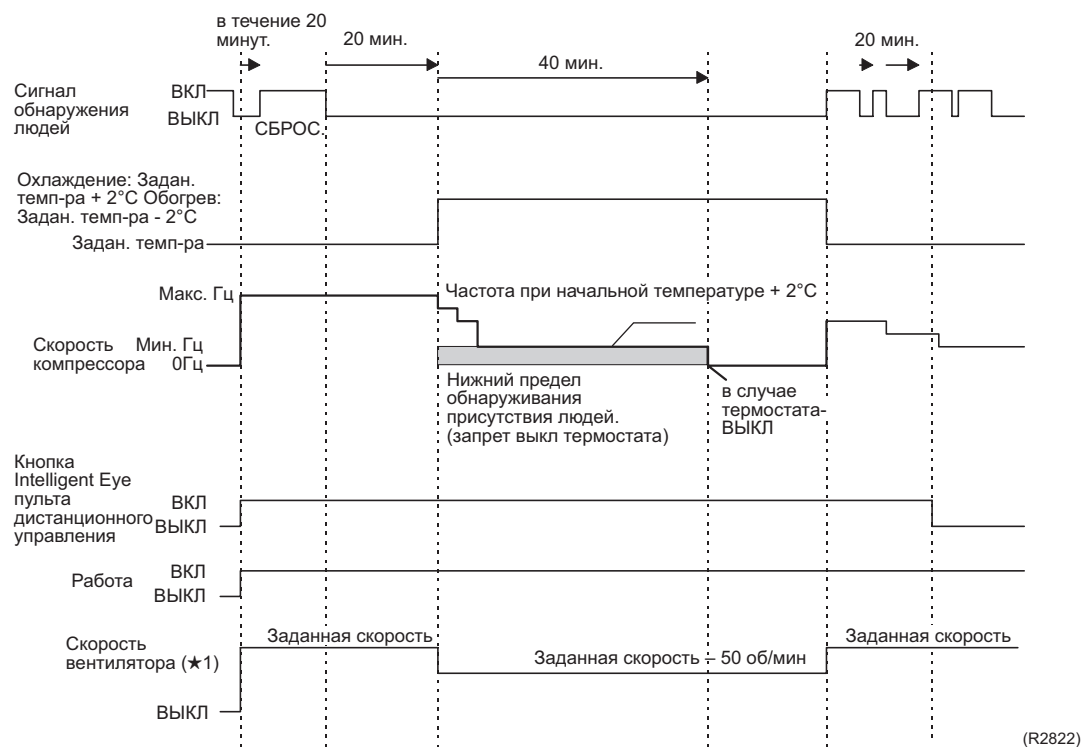 в течение 20
минут.
20 мин.
40 мин.
20 мин.
Сигнал
обнаружения
людей
ВКЛ
ВЫКЛ
СБРОС.
Охлаждение: Задан.
темп-ра + 2°C Обогрев:
Задан. темп-ра - 2°C
Задан. темп-ра
Макс. Гц
Частота при начальной температуре + 2°C
Скорость
компрессора
Мин. Гц
0Гц
Нижний предел
обнаруживания
присутствия людей.
(запрет выкл термостата)
в случае
термостата-
ВЫКЛ
Кнопка
Intelligent Eye
пульта
дистанционного
управления
ВКЛ
ВЫКЛ
Работа
ВКЛ
ВЫКЛ
Скорость
вентилятора (★1)
Заданная скорость
Заданная скорость – 50 об/мин
Заданная скорость
ВЫКЛ
(R2822)